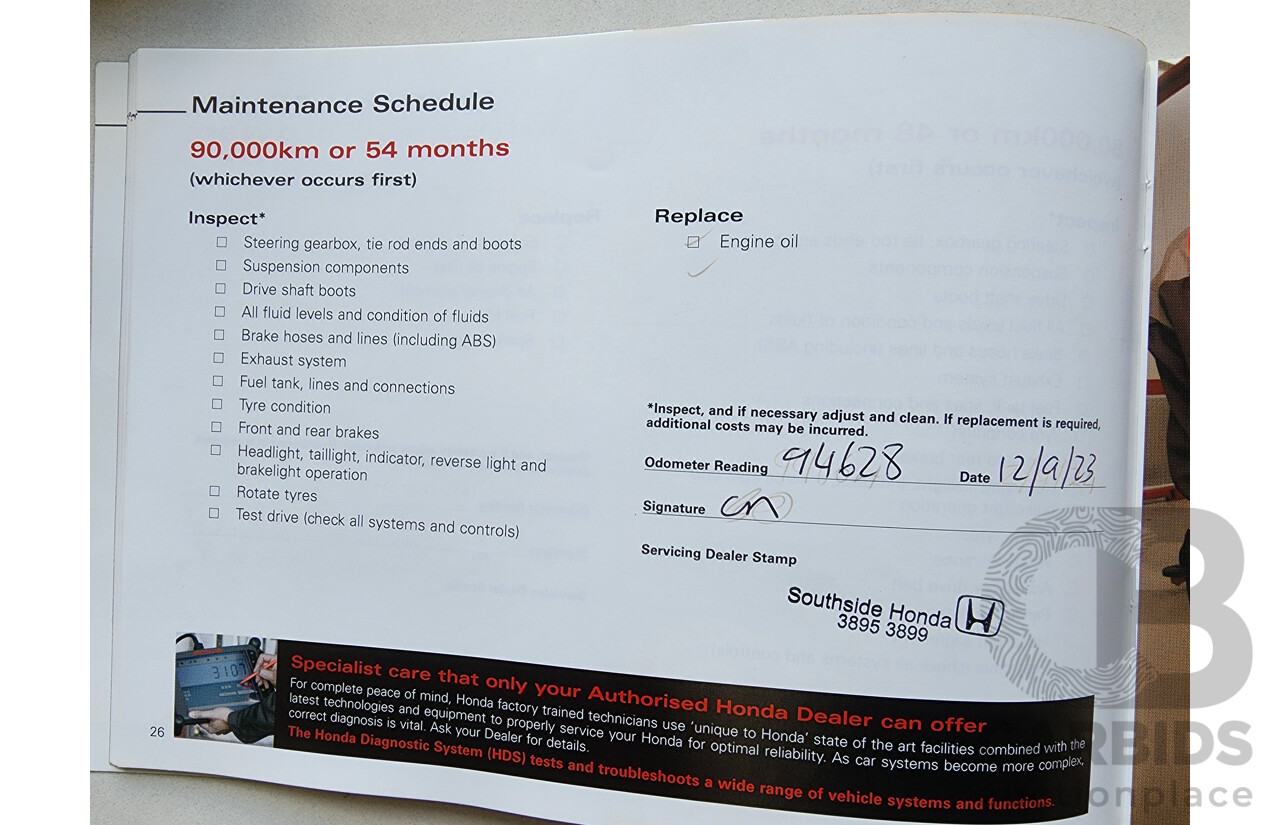 Maintenance Schedule
90,000km or 54 months
(whichever occurs first)
Inspect*
Steering gearbox, tie rod ends and boots
Suspension components
Drive shaft boots
All fluid levels and condition of fluids
Brake hoses and lines (including ABS)
Exhaust system
Fuel tank, lines and connections
Tyre condition
Front and rear brakes
Headlight, taillight, indicator, reverse light and
brakelight operation
Rotate tyres
Test drive (check all systems and controls)
Replace
Engine oil
*Inspect, and if necessary adjust and clean. If replacement is required,
additional costs may be incurred.
Odometer Reading 94628 Date 12/9/23
Signature
Servicing Dealer Stamp
Southside Honda
3895 3899
3107
Specialist care that only your Authorised Honda Dealer can offer
For complete peace of mind, Honda factory trained technicians use 'unique to Honda' state of the art facilities combined with the
latest technologies and equipment to properly service your Honda for optimal reliability. As car systems become more complex,
correct diagnosis is vital. Ask your Dealer for details.
The Honda Diagnostic System (HDS) tests and troubleshoots a wide range of vehicle systems and functions.
26